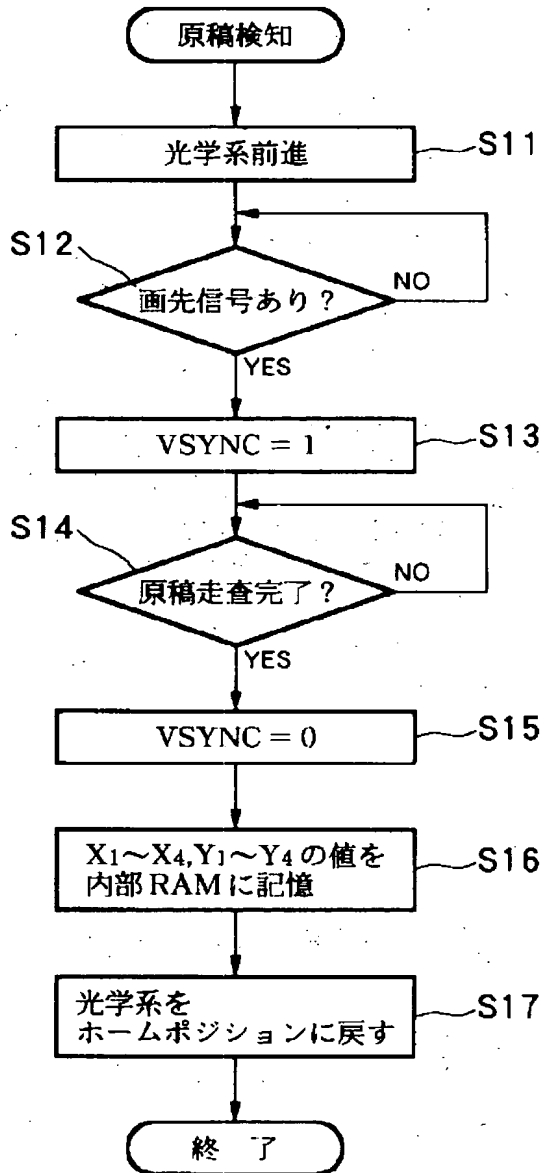 原稿検知
光学系前進
S11
S12
画先信号あり?
NO
YES
VSYNC = 1
S13
S14
原稿走査完了?
NO
YES
VSYNC = 0
S15
X1~X4,Y1~Y4の値を
内部RAMに記憶
S16
光学系を
ホームポジションに戻す
S17
終 了